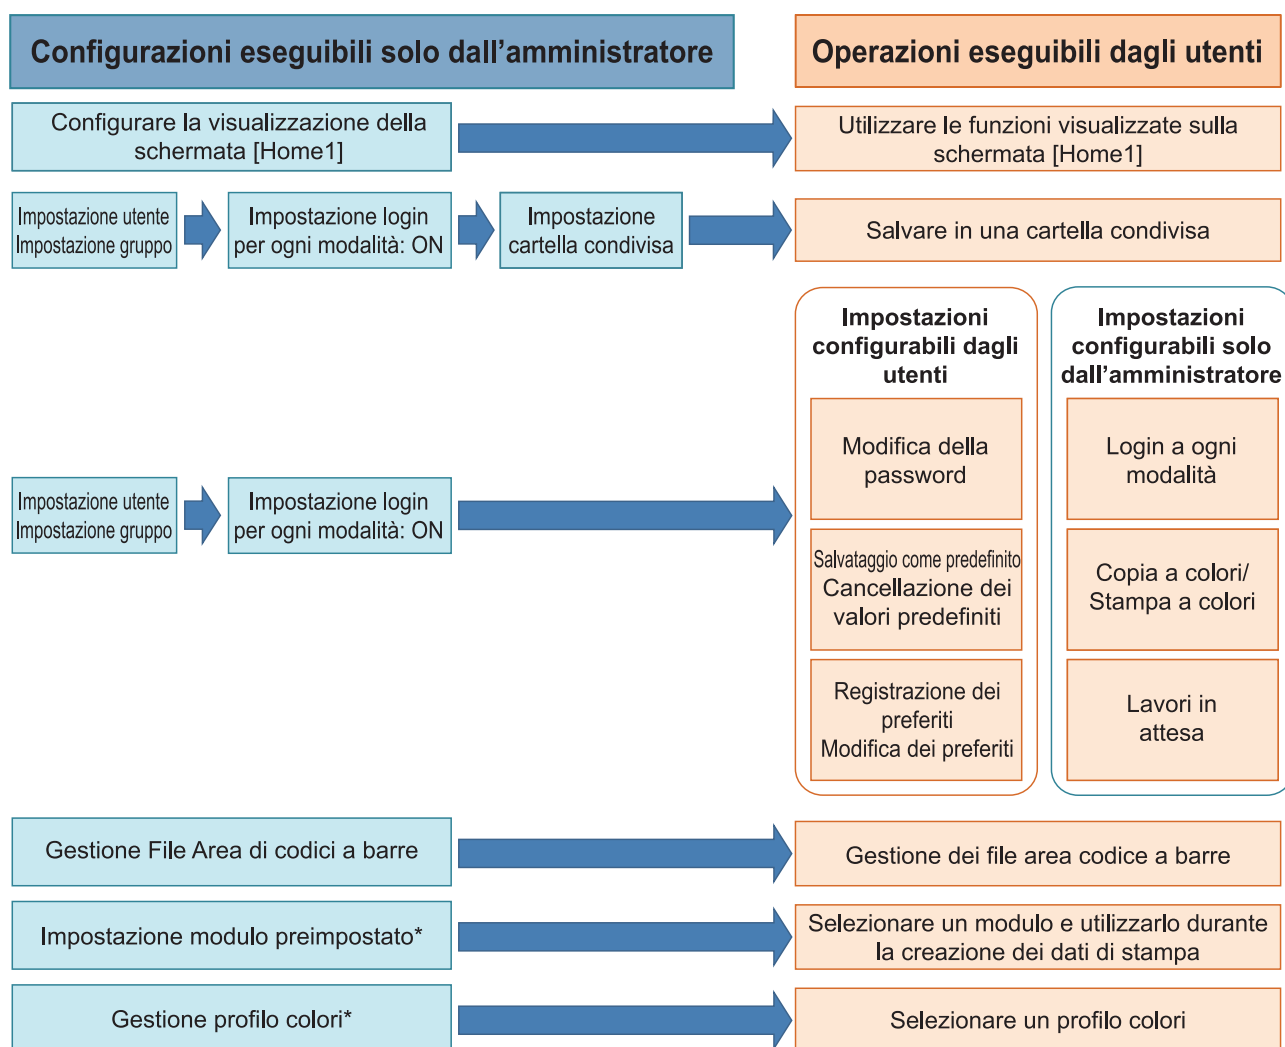 Configurazioni eseguibili solo dall'amministratore
Operazioni eseguibili dagli utenti
Configurare la visualizzazione della
schermata [Home1]
Utilizzare le funzioni visualizzate sulla
schermata [Home1]
Impostazione utente
Impostazione gruppo
Impostazione login
per ogni modalità: ON
Impostazione
cartella condivisa
Salvare in una cartella condivisa
Impostazione utente
Impostazione gruppo
Impostazione login
per ogni modalità: ON
Impostazioni
configurabili dagli
utenti
Modifica della
password
Salvataggio come predefinito
Cancellazione dei
valori predefiniti
Registrazione dei
preferiti
Modifica dei preferiti
Impostazioni
configurabili solo
dall'amministratore
Login a ogni
modalità
Copia a colori/
Stampa a colori
Lavori in
attesa
Gestione File Area di codici a barre
Gestione dei file area codice a barre
Impostazione modulo preimpostato*
Selezionare un modulo e utilizzarlo durante
la creazione dei dati di stampa
Gestione profilo colori*
Selezionare un profilo colori